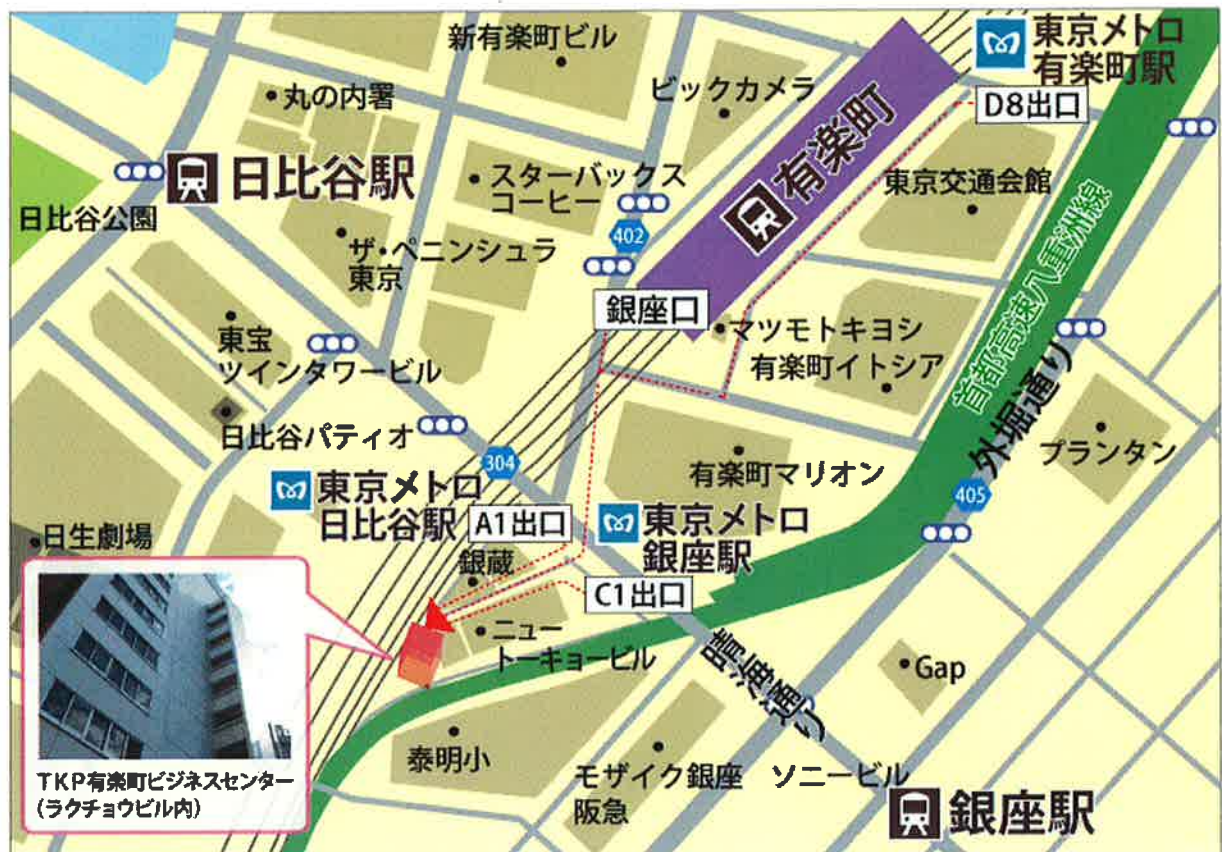 新有楽町ビル
東京メトロ
有楽町駅
丸の内署
ビックカメラ
D8出口
日比谷駅
スターバックス
コーヒー
有楽町
東京交通会館
日比谷公園
402
ザ・ペニンシュラ
東京
首都高速八重洲線
銀座口
マツモトキヨシ
東宝
ツインタワービル
有楽町イトシア
外堀通り
日比谷パティオ
プランタン
304
有楽町マリオン
東京メトロ
日比谷駅
405
A1出口
東京メトロ
銀座駅
日生劇場
銀蔵
C1出口
ニュー
トーキョービル
晴海通り
Gap
泰明小
モザイク銀座
阪急
ソニービル
TKP有楽町ビジネスセンター
(ラクチョウビル内)
銀座駅